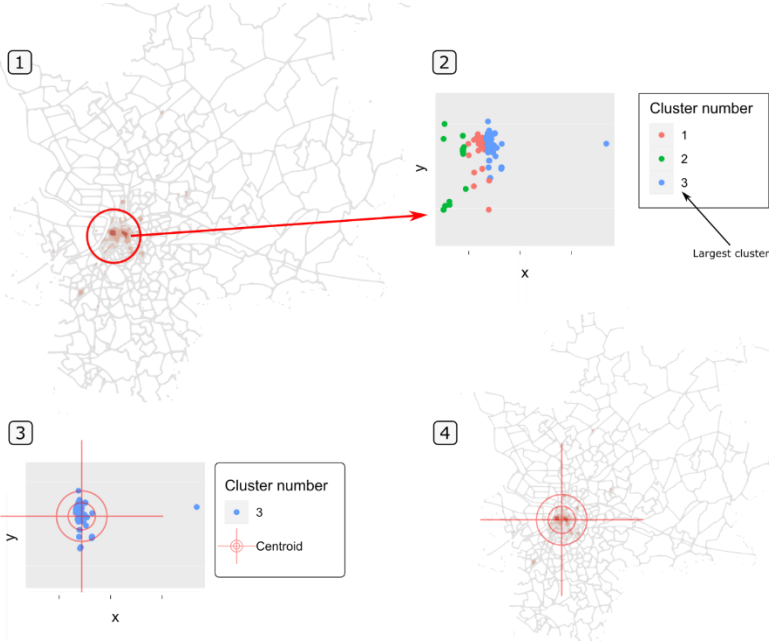 1
2
Cluster number
1
2
3
y
x
Largest cluster
3
4
Cluster number
3
Centroid
y
x